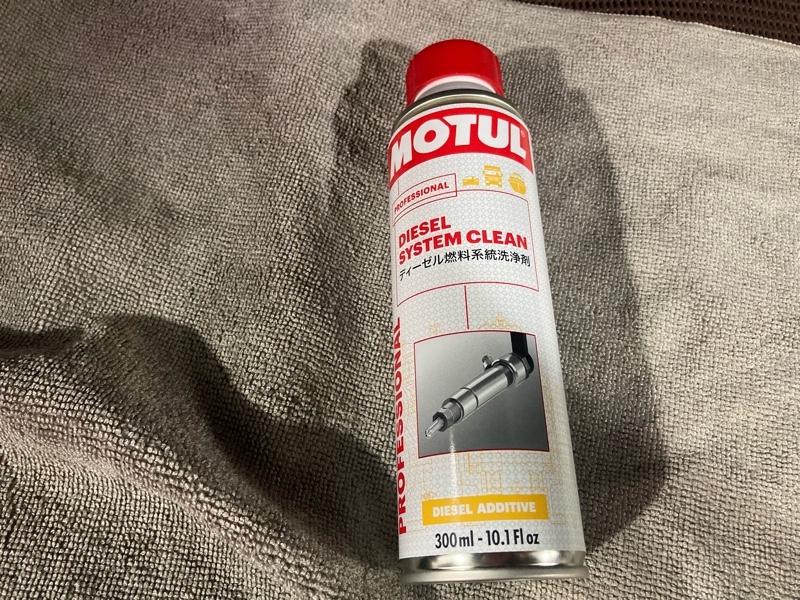 MOTUL
PROFESSIONAL
DIESEL
SYSTEM CLEAN
ディーゼル燃料系統洗浄剤
PROFESSIONAL
DIESEL ADDITIVE
300ml - 10.1 Fl oz